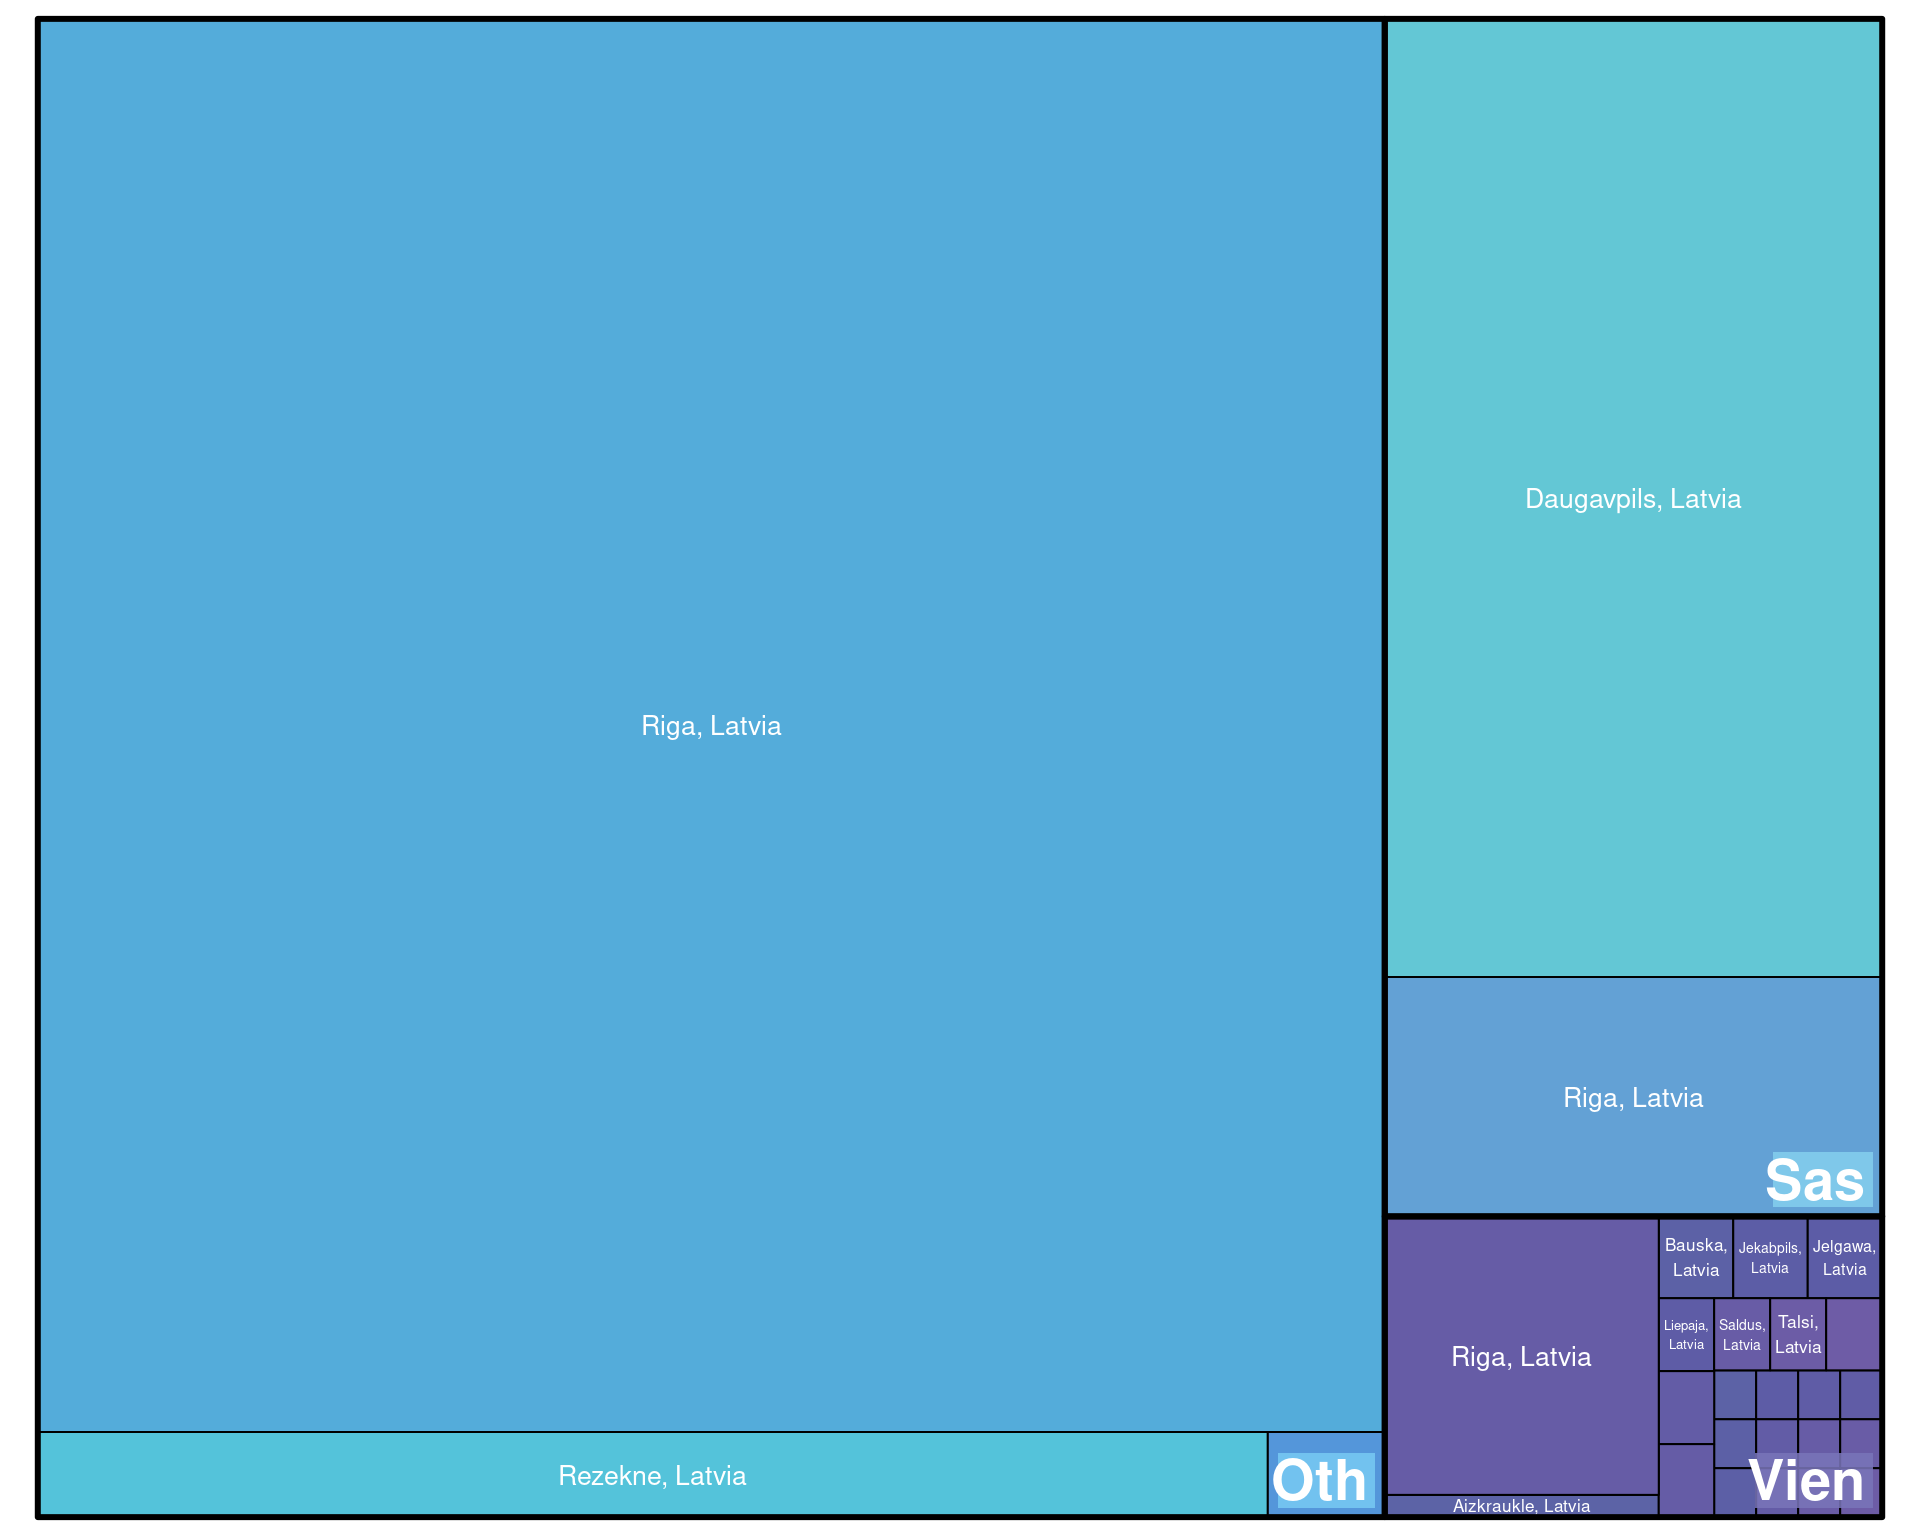 Riga, Latvia
Rezekne, Latvia
Oth
Daugavpils, Latvia
Riga, Latvia
Sas
Riga, Latvia
Aizkraukle, Latvia
Bauska,
Latvia
Jekabpils,
Latvia
Jelgawa,
Latvia
Liepaja,
Latvia
Saldus,
Latvia
Talsi,
Latvia
Vien